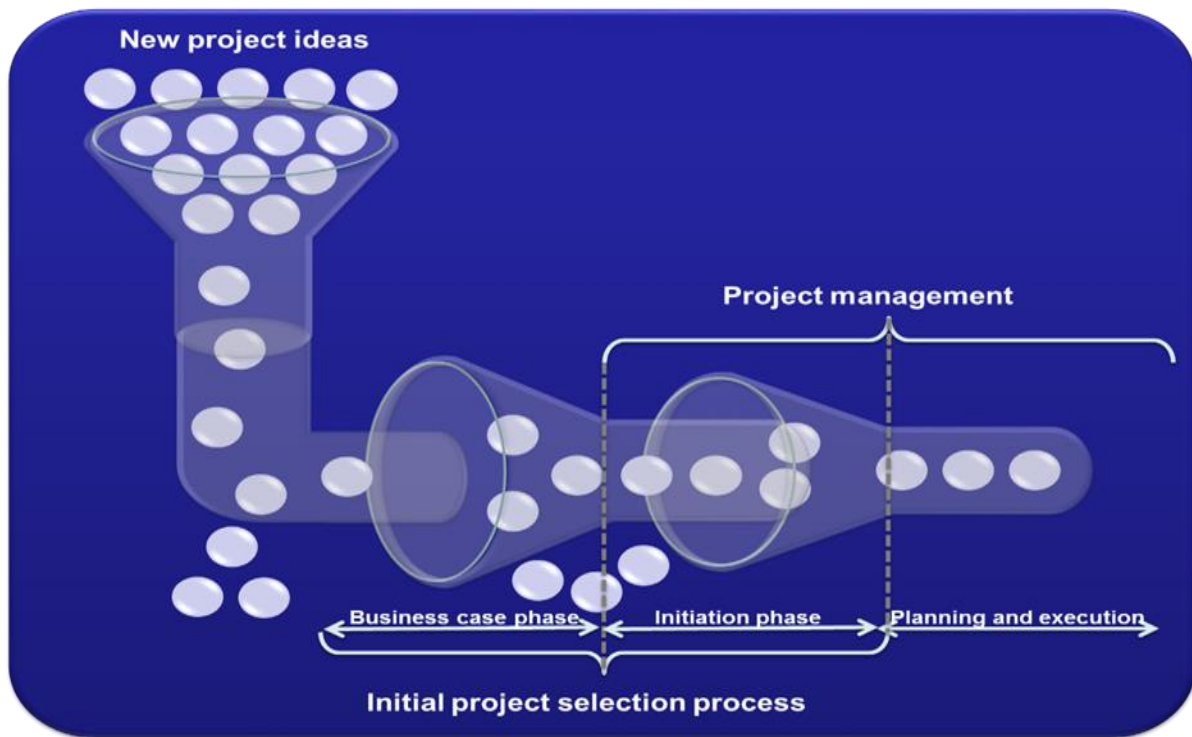 New project ideas
Project management
Business case phase
Initiation phase
Planning and execution
Initial project selection process